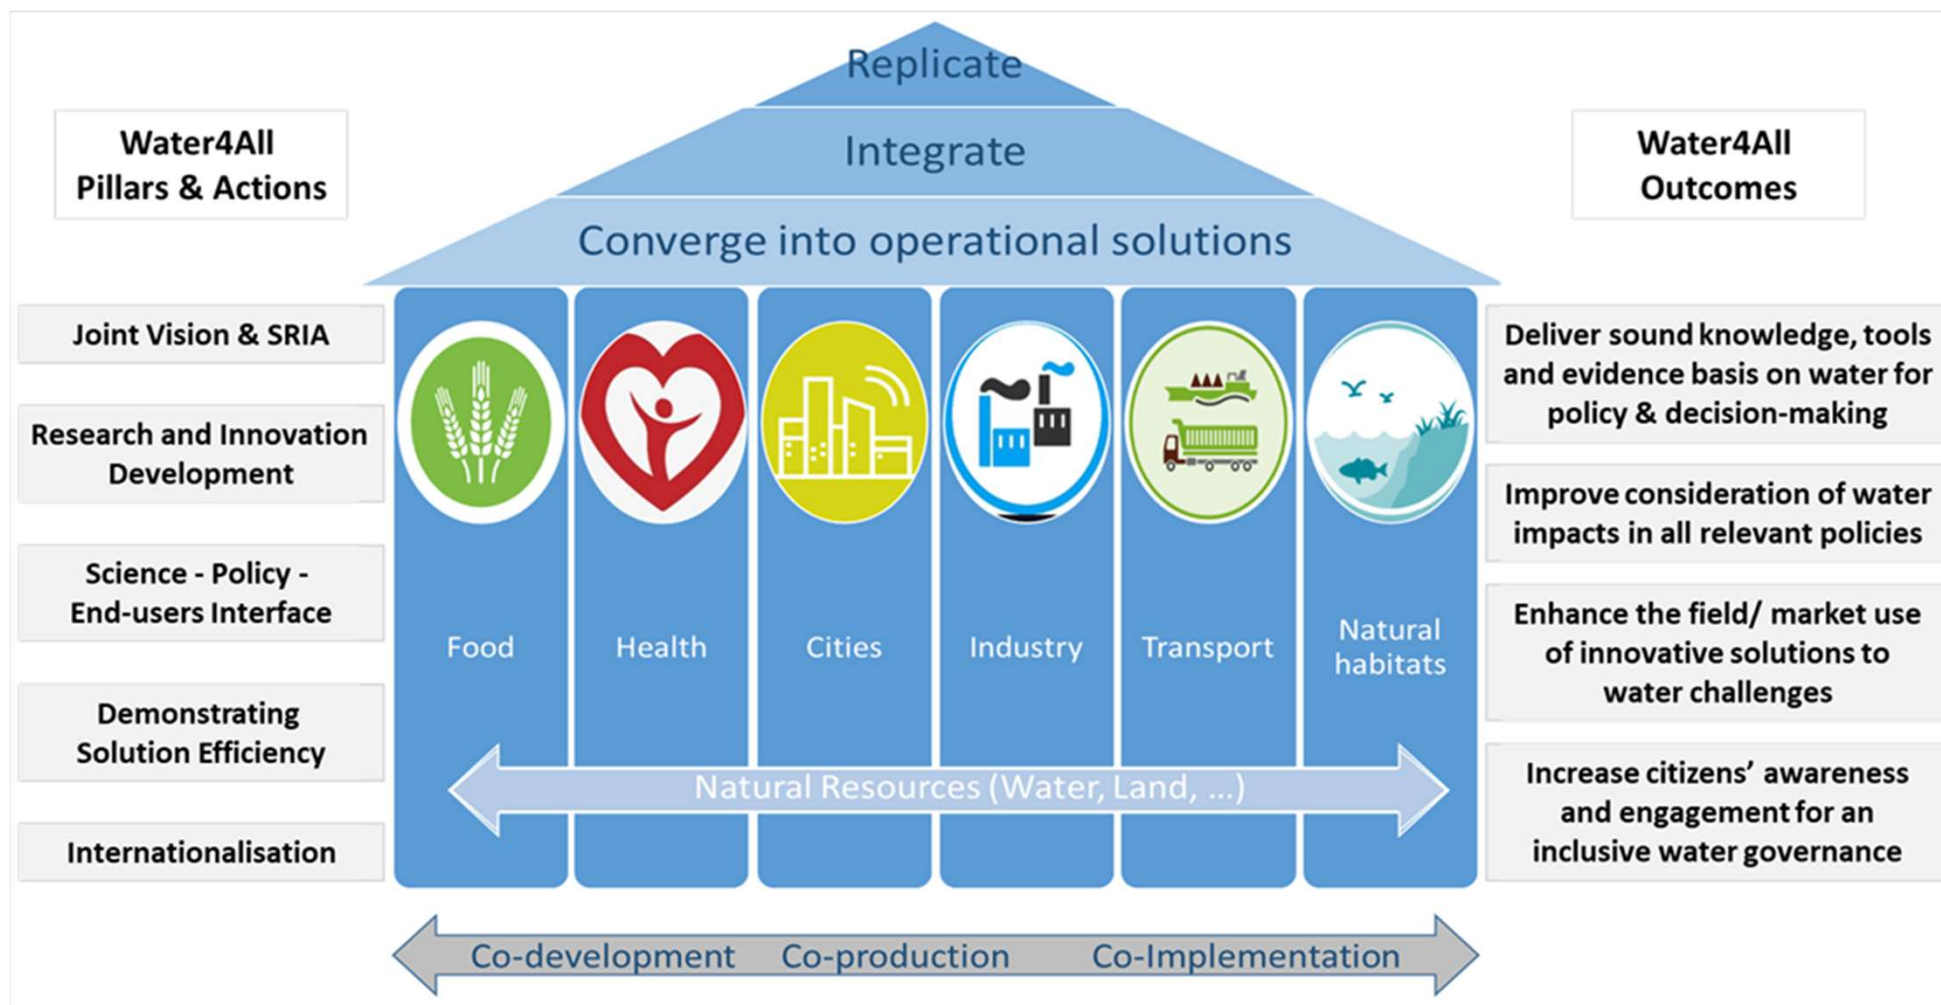 Replicate
Integrate
Converge into operational solutions
Water4All
Pillars & Actions
Joint Vision & SRIA
Research and Innovation
Development
Science - Policy -
End-users Interface
Demonstrating
Solution Efficiency
Internationalisation
Food
Health
Cities
Industry
Transport
Natural
habitats
Natural Resources (Water, Land, ...)
Co-development
Co-production
Co-Implementation
Water4All
Outcomes
Deliver sound knowledge, tools
and evidence basis on water for
policy & decision-making
Improve consideration of water
impacts in all relevant policies
Enhance the field/ market use
of innovative solutions to
water challenges
Increase citizens’ awareness
and engagement for an
inclusive water governance